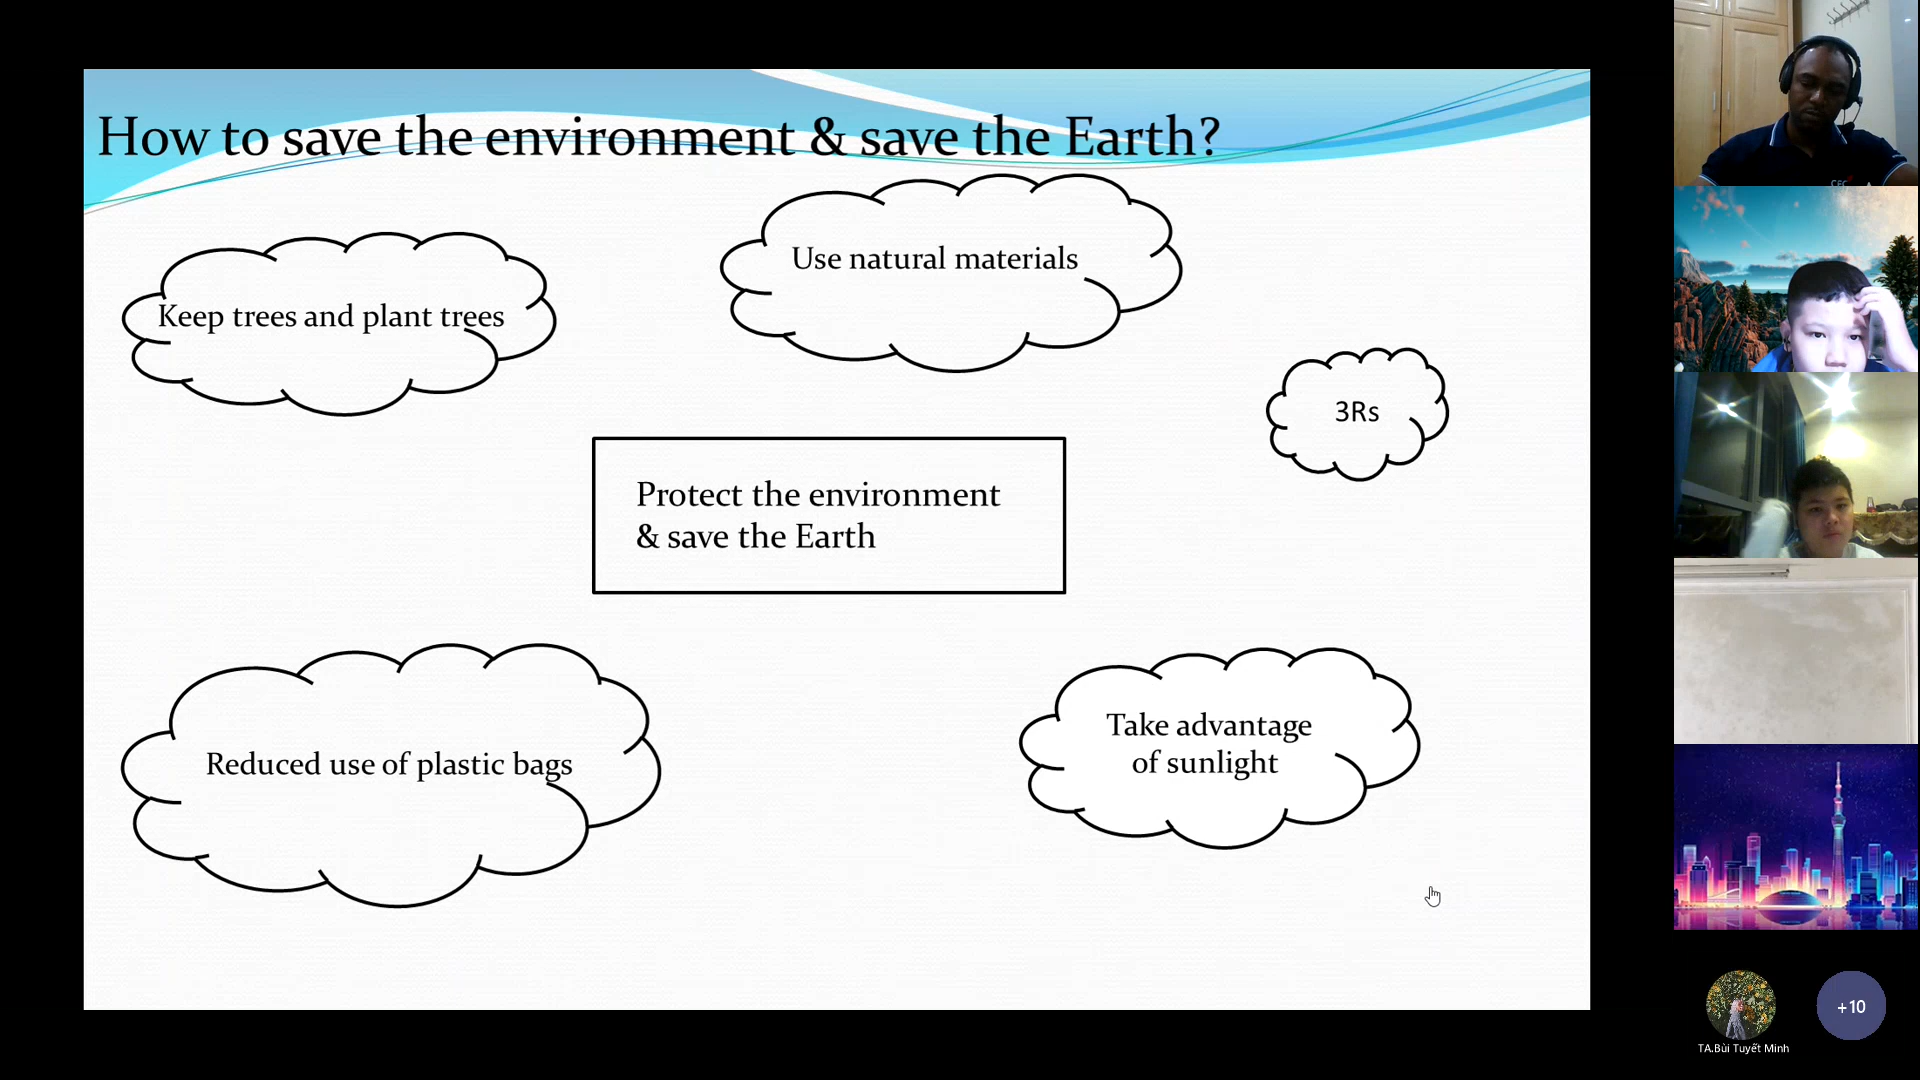 How to save the environment & save the Earth?
Use natural materials
Keep trees and plant trees
3Rs
Protect the environment
& save the Earth
Reduced use of plastic bags
Take advantage
of sunlight
+10
TA.Bùi Tuyết Minh